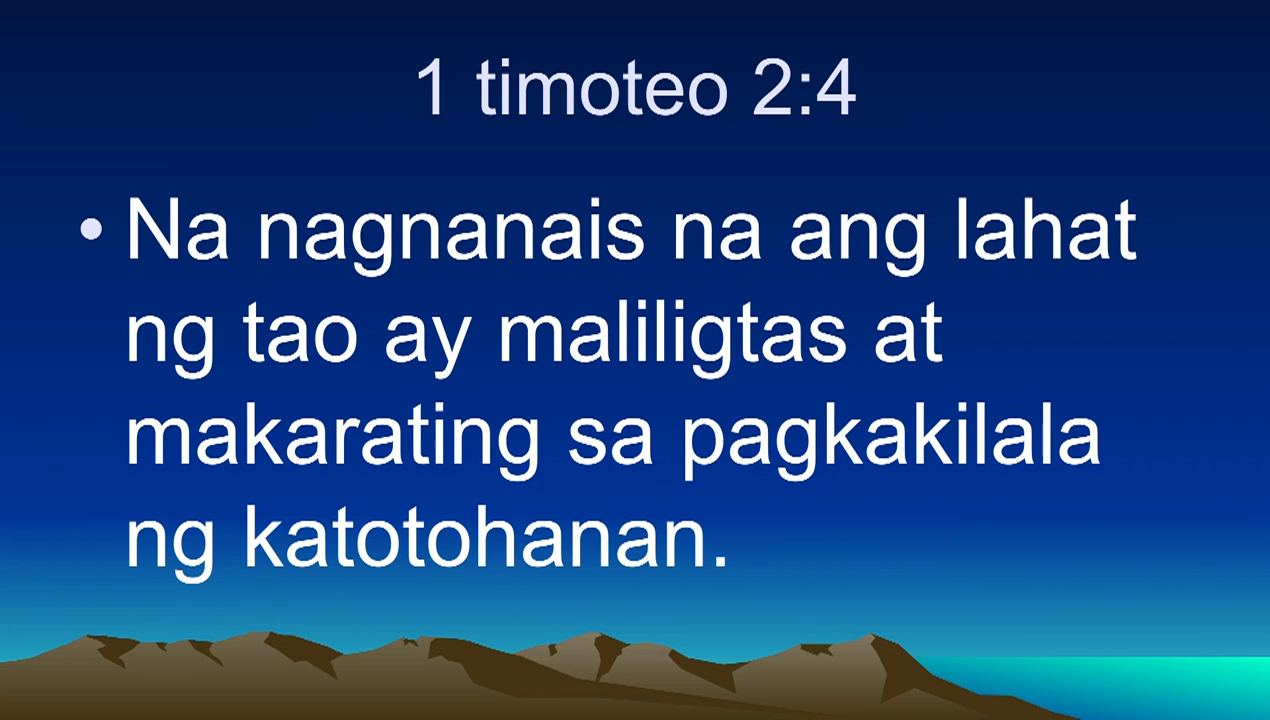 1 timoteo 2:4
• Na nagnanais na ang lahat
ng tao ay maliligtas at
makarating sa pagkakilala
ng katotohanan.